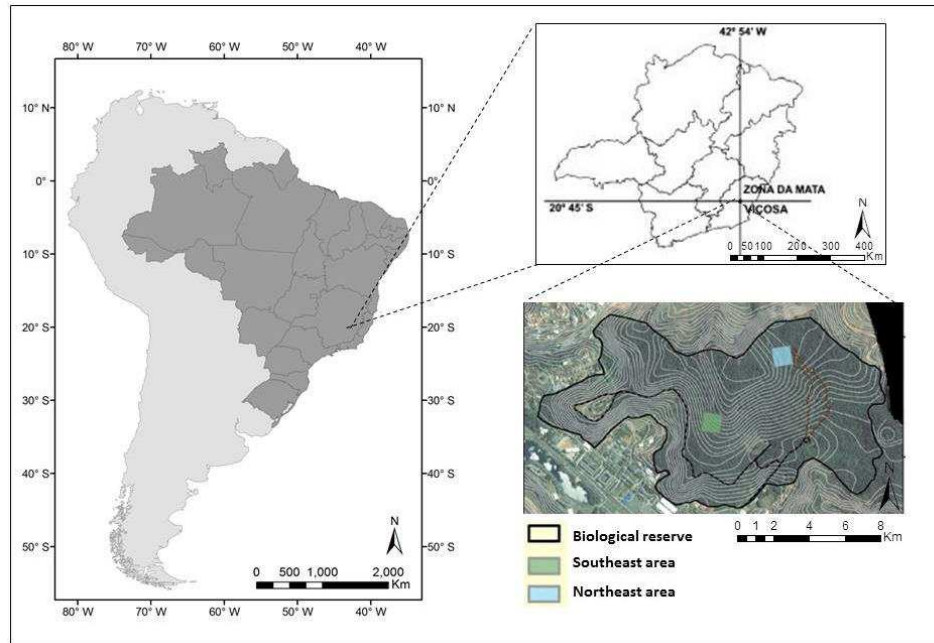 80° W 70° W 60° W 50° W 40° W
10° N 10° N
0° 0°
10° S 10° S
20° S 20° S
30° S 30° S
40° S 40° S
50° S 50° S
N
0 500 1,000 2,000
Km
80° W 70° W 60° W 50° W 40° W
42° 54' W
ZONA DA MATA
20° 45' S VIÇOSA
N
0 50 100 200 300 400
Km
N
Biological reserve
Southeast area
Northeast area
0 1 2 4 6 8
Km